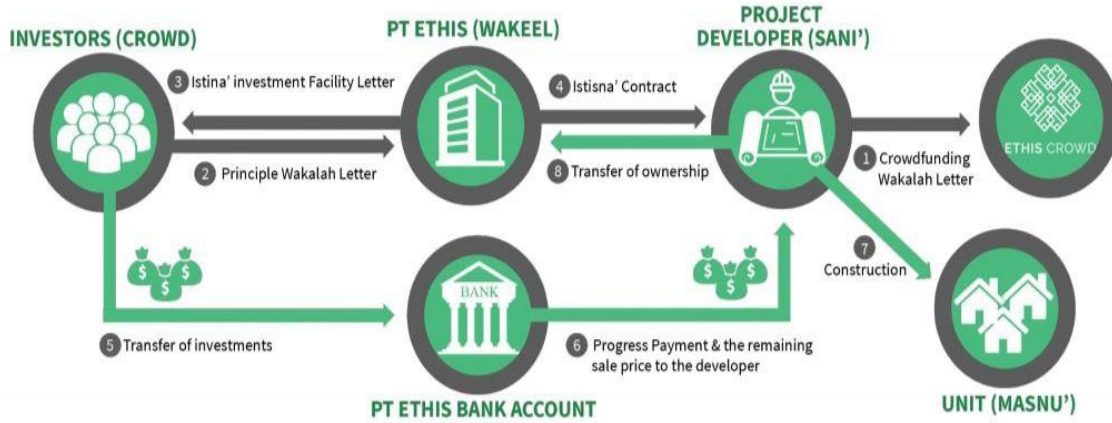 INVESTORS (CROWD)
PT ETHIS (WAKEEL)
PROJECT
DEVELOPER (SANI’)
3 Istina’ investment Facility Letter
4 Istisna’ Contract
ETHIS CROWD
2 Principle Wakalah Letter
8 Transfer of ownership
1 Crowdfunding
Wakalah Letter
7
Construction
$ $ $
$ $ $
BANK
5 Transfer of investments
6 Progress Payment & the remaining
sale price to the developer
PT ETHIS BANK ACCOUNT
UNIT (MASNU’)